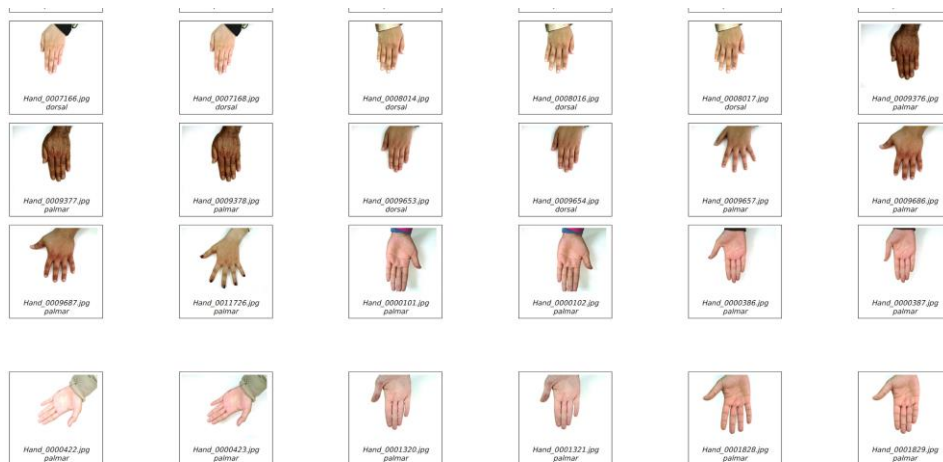 Hand_0007166.jpg
dorsal
Hand_0007168.jpg
dorsal
Hand_0008014.jpg
dorsal
Hand_0008016.jpg
dorsal
Hand_0008017.jpg
dorsal
Hand_0009376.jpg
palmar
Hand_0009377.jpg
palmar
Hand_0009378.jpg
palmar
Hand_0009653.jpg
dorsal
Hand_0009654.jpg
dorsal
Hand_0009657.jpg
palmar
Hand_0009686.jpg
palmar
Hand_0009687.jpg
palmar
Hand_0011726.jpg
palmar
Hand_0000101.jpg
palmar
Hand_0000102.jpg
palmar
Hand_0000386.jpg
palmar
Hand_0000387.jpg
palmar
Hand_0000422.jpg
palmar
Hand_0000423.jpg
palmar
Hand_0001320.jpg
palmar
Hand_0001321.jpg
palmar
Hand_0001828.jpg
palmar
Hand_0001829.jpg
palmar